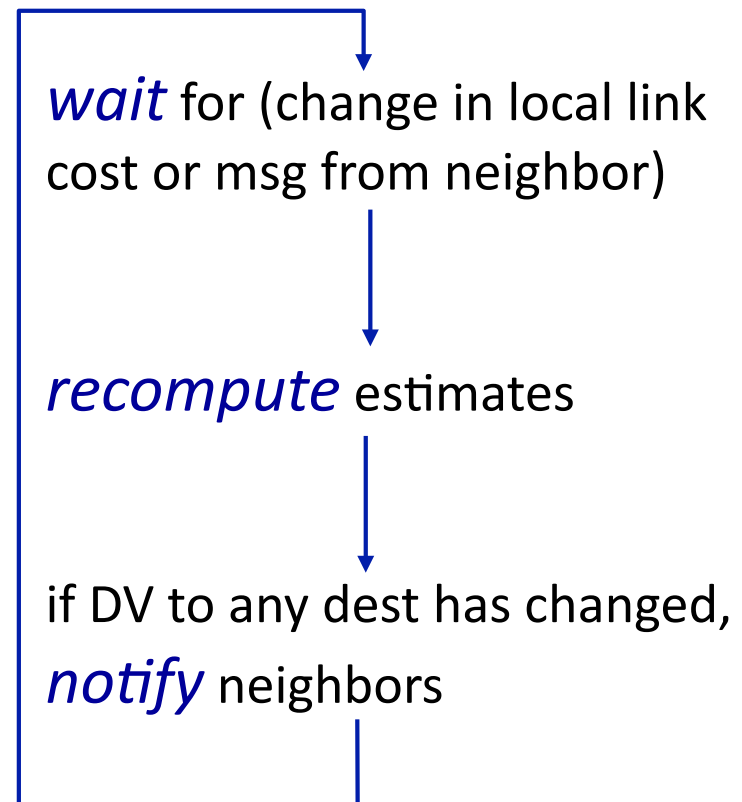 wait for (change in local link
cost or msg from neighbor)
recompute estimates
if DV to any dest has changed,
notify neighbors